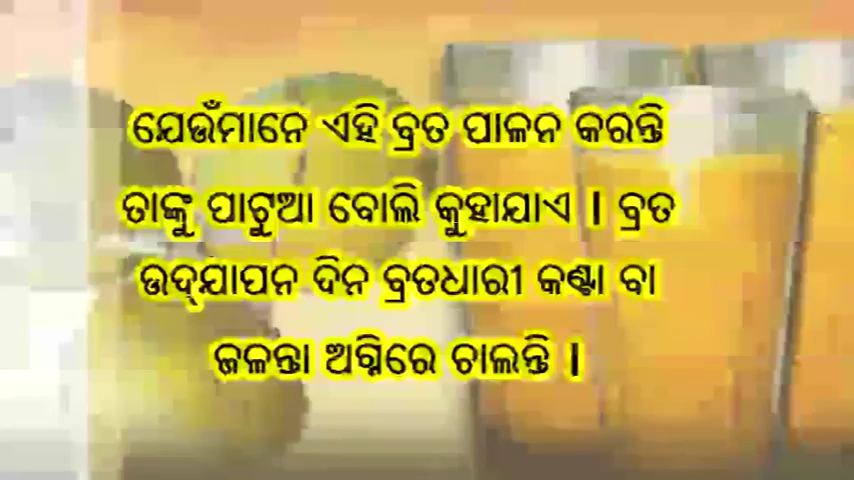 ଯେଉଁମାନେ ଏହି ବ୍ରତ ପାଳନ କରନ୍ତି
ତାଙ୍କୁ ପାଟୁଆ ବୋଲି କୁହାଯାଏ । ବ୍ରତ
ଉଦ୍‌ଯାପନ ଦିନ ବ୍ରତଧାରୀ କଣ୍ଟା ବା
ଜଳନ୍ତା ଅଗ୍ନିରେ ଚାଲନ୍ତି ।